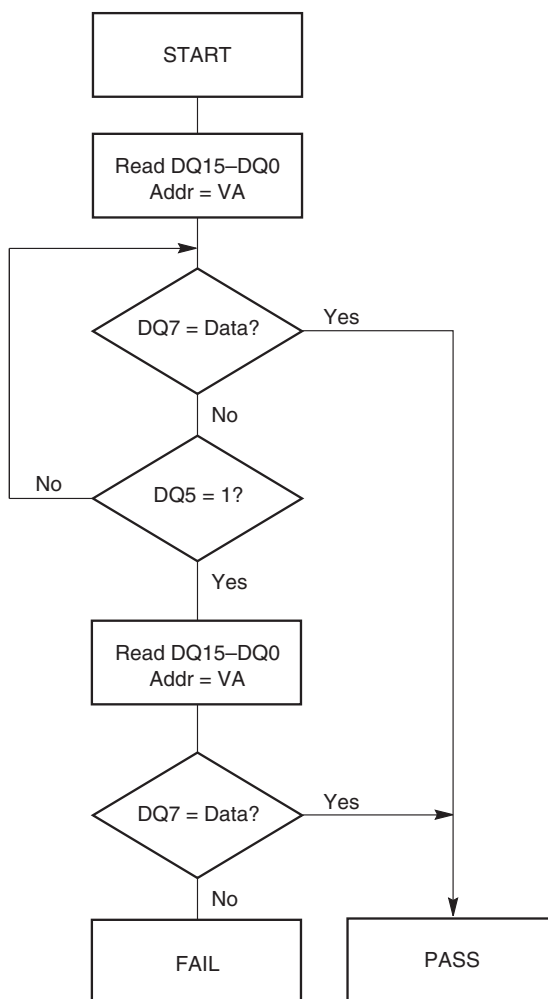 START
Read DQ15–DQ0
Addr = VA
DQ7 = Data?
Yes
No
No
DQ5 = 1?
Yes
Read DQ15–DQ0
Addr = VA
DQ7 = Data?
Yes
No
FAIL
PASS